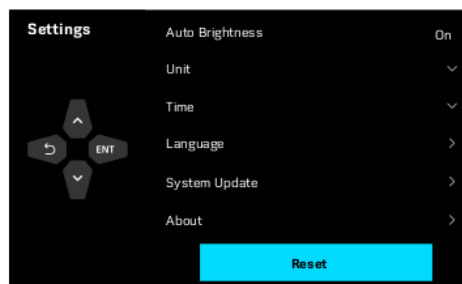 Settings
Auto Brightness On
Unit
Time
ENT
Language
System Update
About
Reset